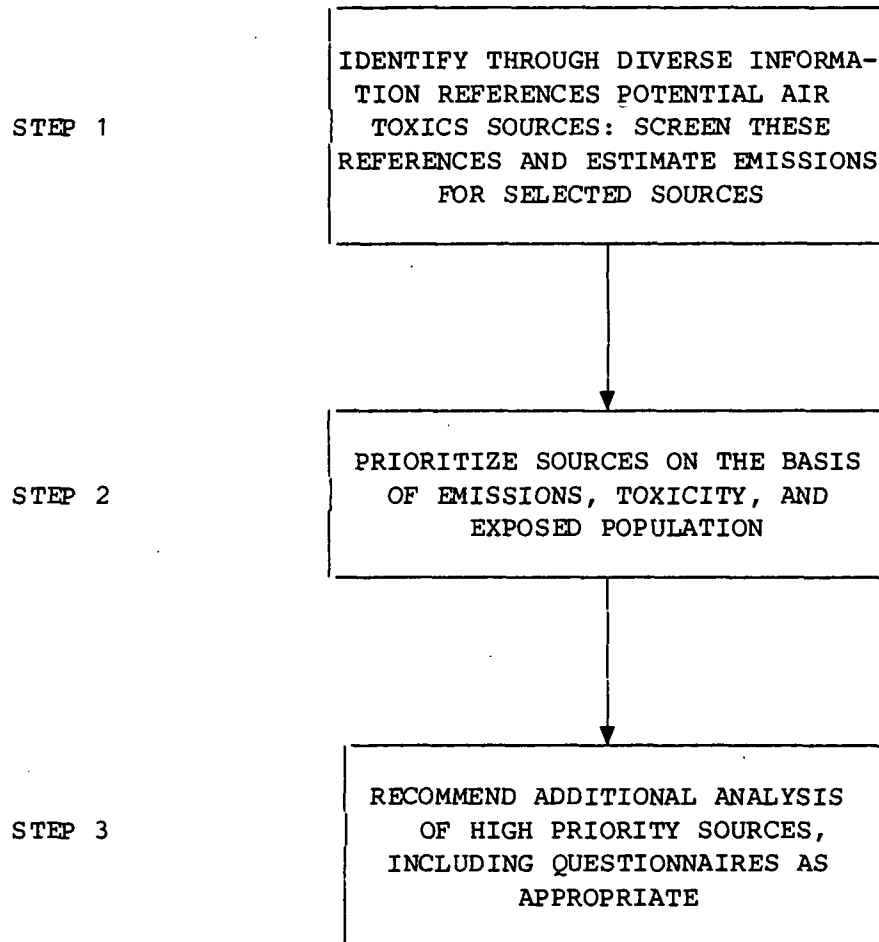 STEP 1
IDENTIFY THROUGH DIVERSE INFORMA-
TION REFERENCES POTENTIAL AIR
TOXICS SOURCES: SCREEN THESE
REFERENCES AND ESTIMATE EMISSIONS
FOR SELECTED SOURCES
STEP 2
PRIORITIZE SOURCES ON THE BASIS
OF EMISSIONS, TOXICITY, AND
EXPOSED POPULATION
STEP 3
RECOMMEND ADDITIONAL ANALYSIS
OF HIGH PRIORITY SOURCES,
INCLUDING QUESTIONNAIRES AS
APPROPRIATE